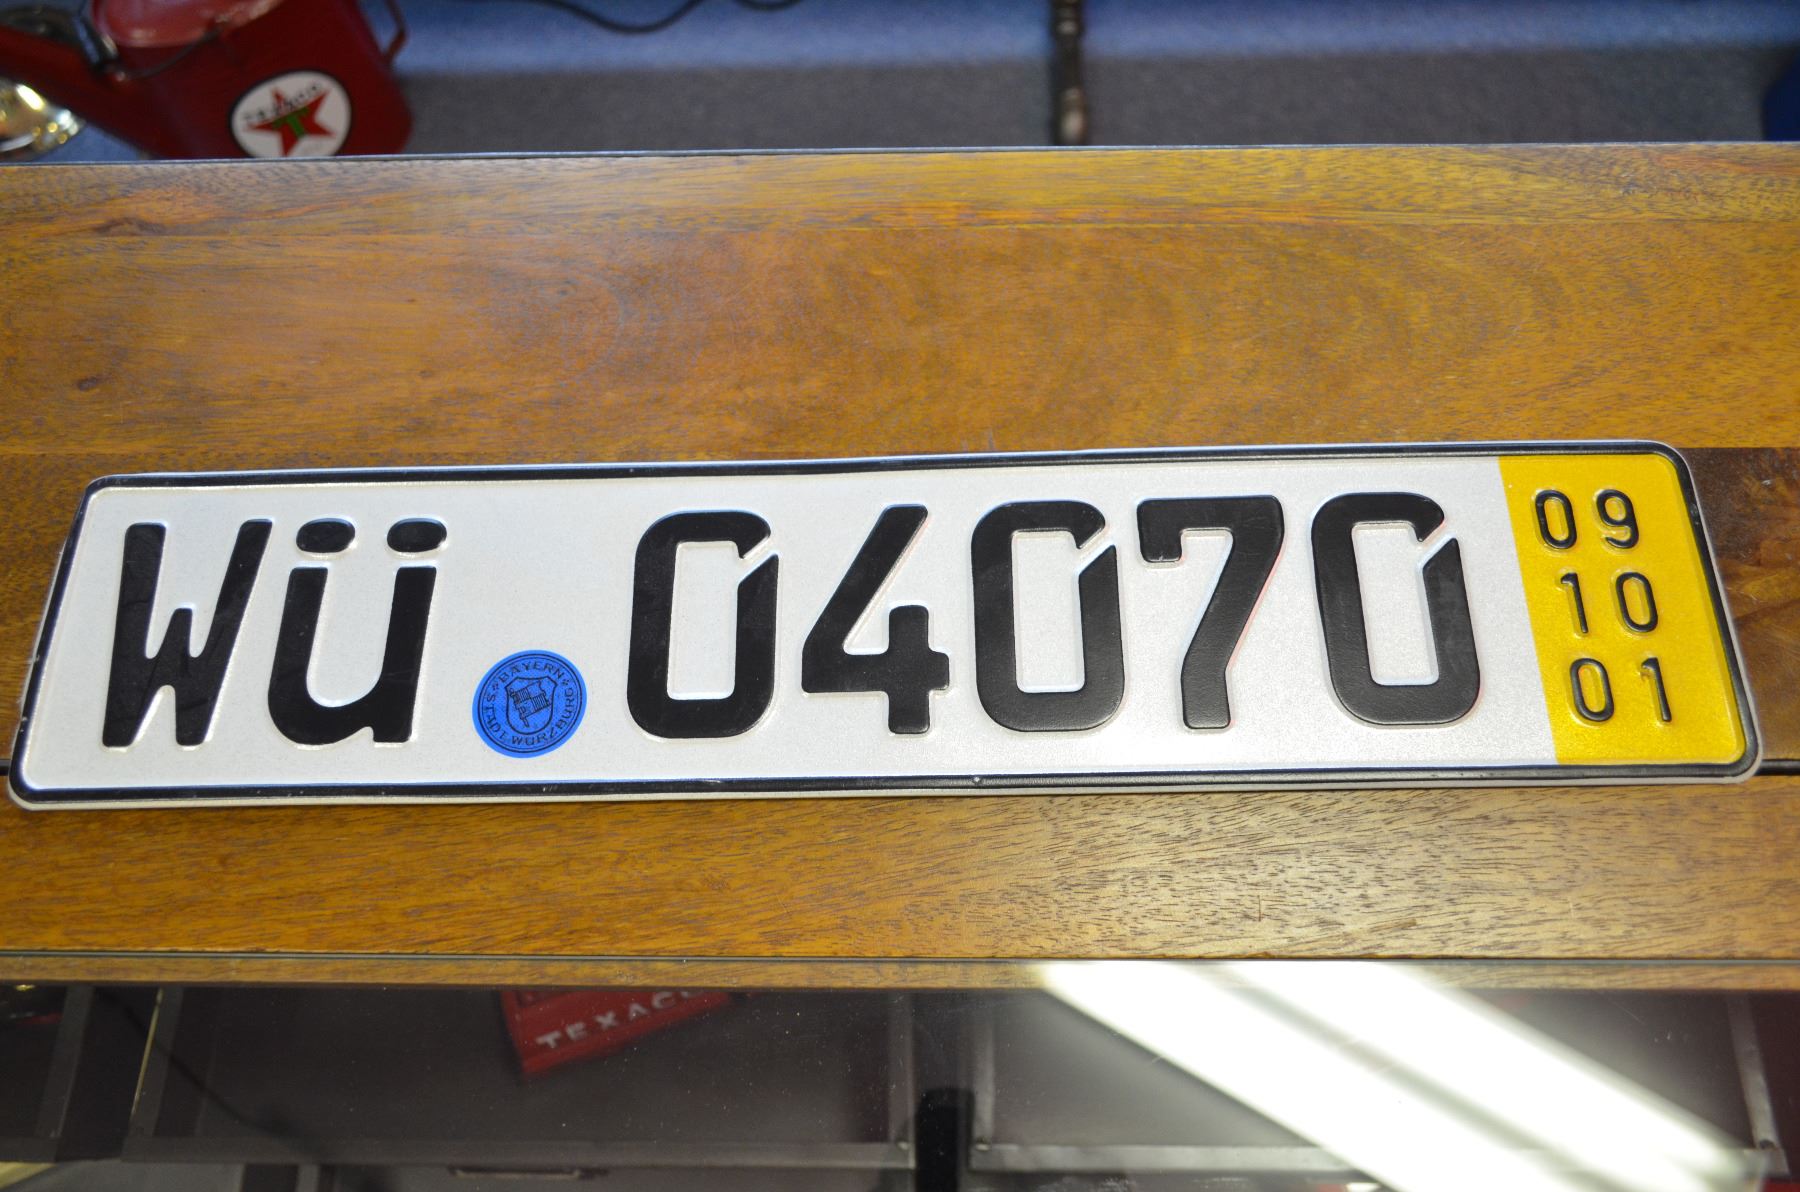 TEXACO
T
WÜ 04070
09
10
01
BAYERN
STADT WÜRZBURG
TEXACO